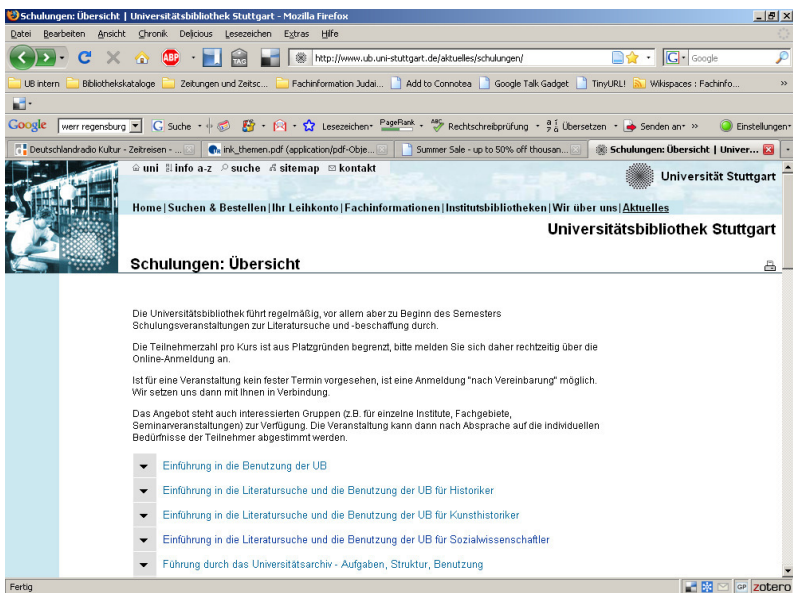 Schulungen: Übersicht | Universitätsbibliothek Stuttgart - Mozilla Firefox
Datei Bearbeiten Ansicht Chronik Delicious Lesezeichen Extras Hilfe
ABP TAG http://www.ub.uni-stuttgart.de/aktuelles/schulungen/ G Google
UB intern Bibliothekskataloge Zeitungen und Zeitsc... Fachinformation Judai... Add to Connotea Google Talk Gadget TinyURL! Wikispaces : Fachinfo... »
Google werr regensburg G Suche Lesezeichen PageRank ABC Rechtschreibprüfung Übersetzen Senden an » Einstellungen
Deutschlandradio Kultur - Zeitreisen - ... ink_themen.pdf (application/pdf-Obje... Summer Sale - up to 50% off thousan... Schulungen: Übersicht | Univer...
uni info a-z suche sitemap kontakt
Universität Stuttgart
Home|Suchen & Bestellen|Ihr Leihkonto|Fachinformationen|Institutsbibliotheken|Wir über uns|Aktuelles
Universitätsbibliothek Stuttgart
Schulungen: Übersicht
Die Universitätsbibliothek führt regelmäßig, vor allem aber zu Beginn des Semesters
Schulungsveranstaltungen zur Literatursuche und -beschaffung durch.
Die Teilnehmerzahl pro Kurs ist aus Platzgründen begrenzt, bitte melden Sie sich daher rechtzeitig über die
Online-Anmeldung an.
Ist für eine Veranstaltung kein fester Termin vorgesehen, ist eine Anmeldung "nach Vereinbarung" möglich.
Wir setzen uns dann mit Ihnen in Verbindung.
Das Angebot steht auch interessierten Gruppen (z.B. für einzelne Institute, Fachgebiete,
Seminarveranstaltungen) zur Verfügung. Die Veranstaltung kann dann nach Absprache auf die individuellen
Bedürfnisse der Teilnehmer abgestimmt werden.
Einführung in die Benutzung der UB
Einführung in die Literatursuche und die Benutzung der UB für Historiker
Einführung in die Literatursuche und die Benutzung der UB für Kunsthistoriker
Einführung in die Literatursuche und die Benutzung der UB für Sozialwissenschaftler
Führung durch das Universitätsarchiv - Aufgaben, Struktur, Benutzung
Fertig GP zotero